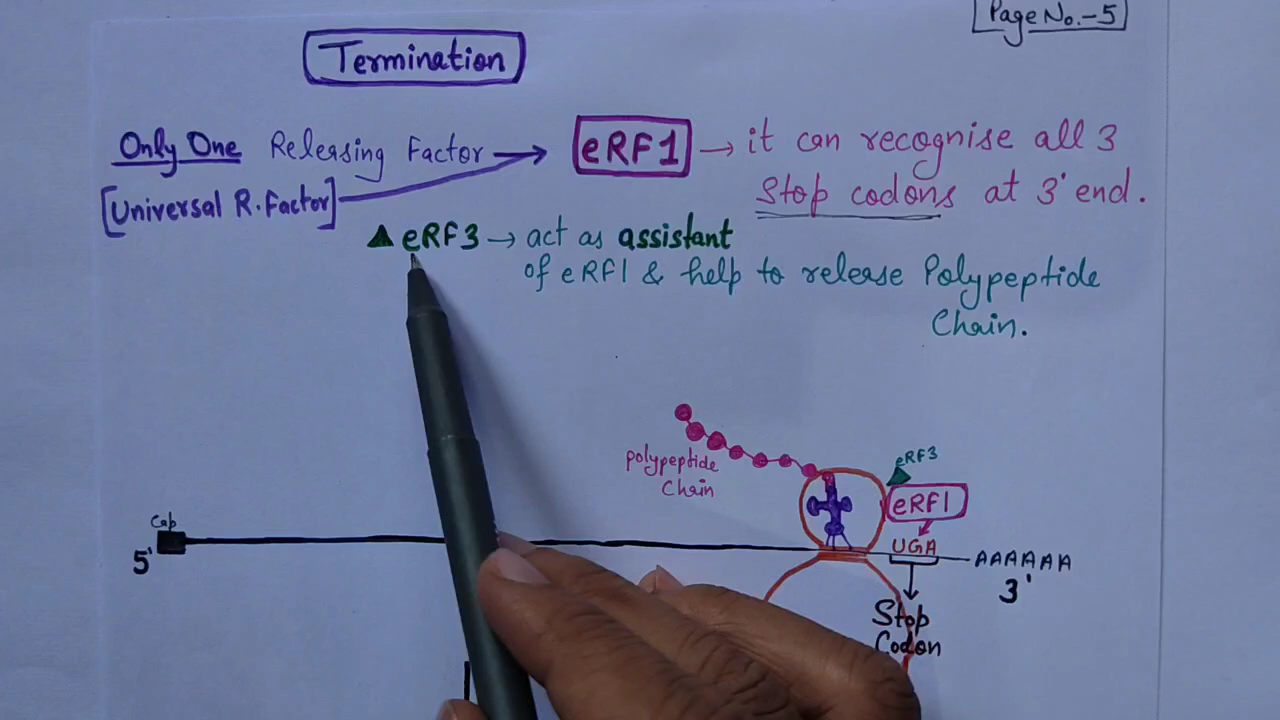 Page No.-5
Termination
Only One Releasing Factor → eRF1 → it can recognise all 3
[Universal R.Factor] Stop codons at 3' end.
▲ eRF3 → act as assistant
of eRF1 & help to release Polypeptide
Chain.
polypeptide
Chain
eRF3
eRF1
Cap
5'
UGA
AAAAAA
3'
Stop
Codon